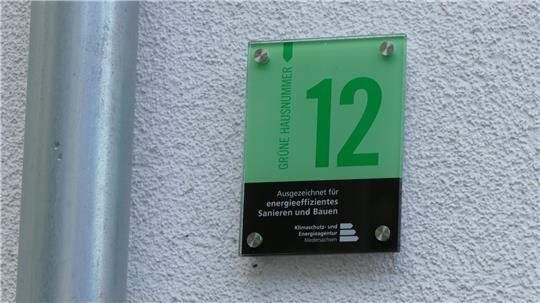 GRÜNE HAUSNUMMER
12
Ausgezeichnet für
energieeffizientes
Sanieren und Bauen
Klimaschutz- und
Energieagentur
Niedersachsen